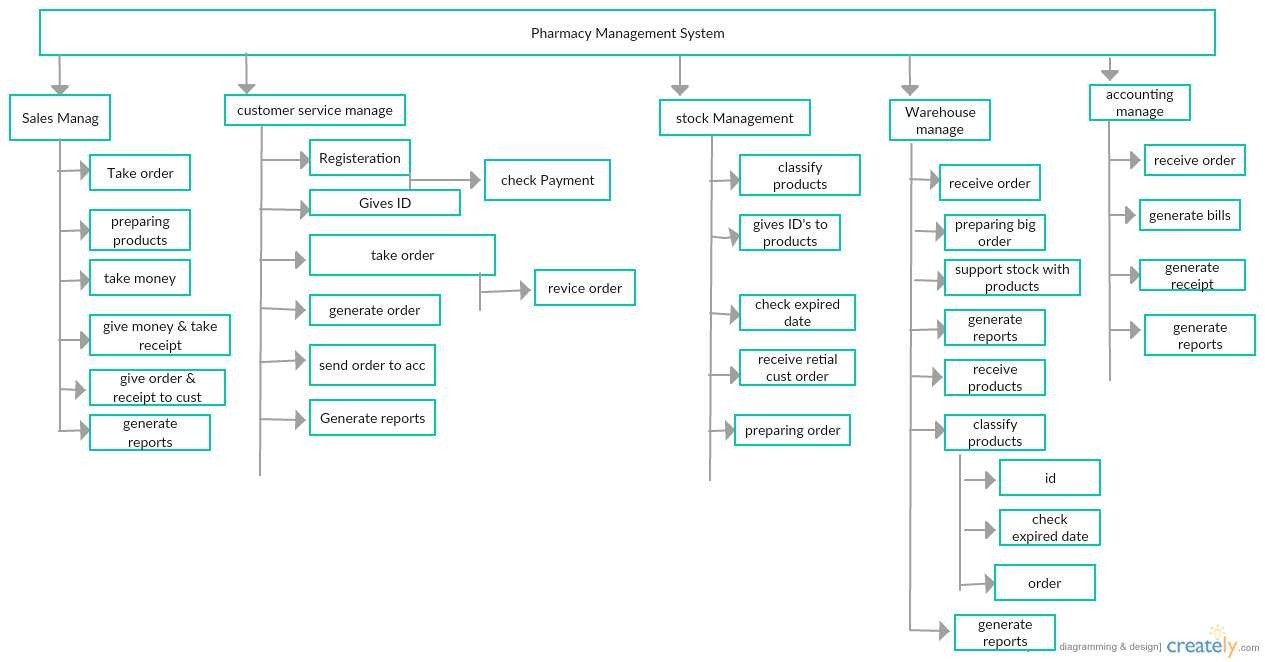 Pharmacy Management System
Sales Manag
Take order
preparing
products
take money
give money & take
receipt
give order &
receipt to cust
generate
reports
customer service manage
Registeration
check Payment
Gives ID
take order
revice order
generate order
send order to acc
Generate reports
stock Management
classify
products
gives ID's to
products
check expired
date
receive retial
cust order
preparing order
Warehouse
manage
receive order
preparing big
order
support stock with
products
generate
reports
receive
products
classify
products
id
check
expired date
order
generate
reports
accounting
manage
receive order
generate bills
generate
receipt
generate
reports
diagramming & design]
creately.com